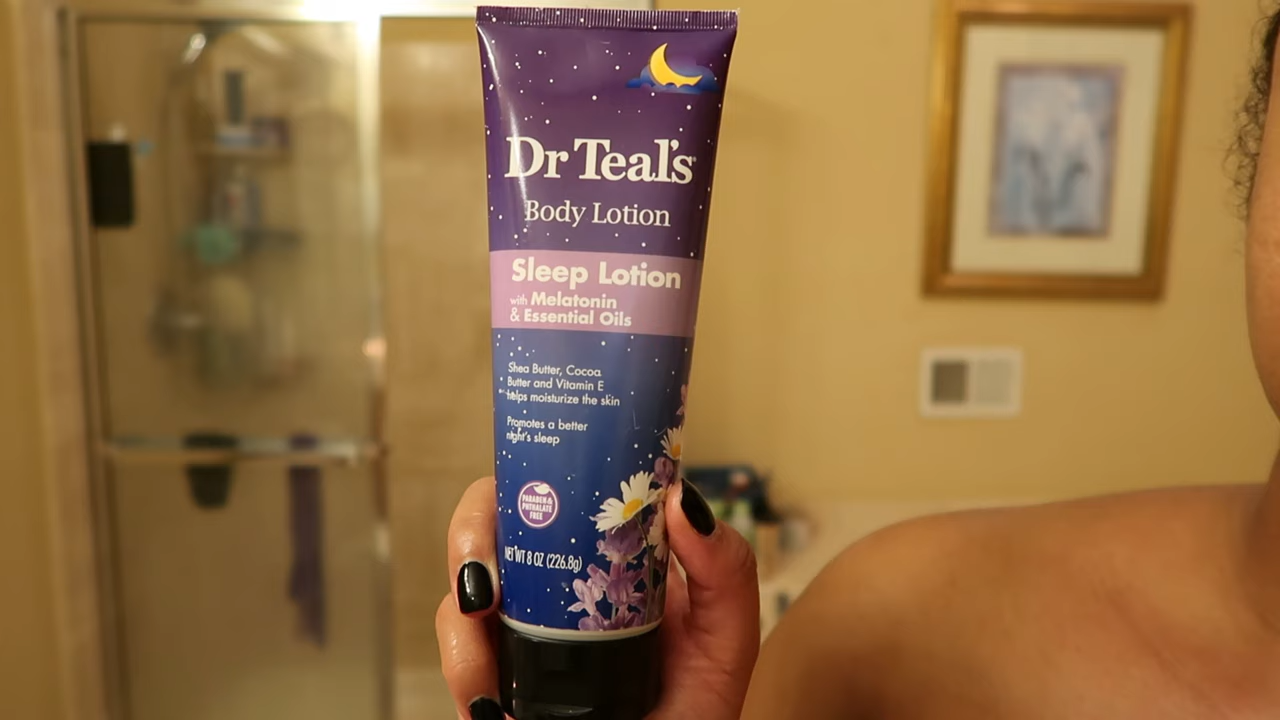 Dr Teal's
Body Lotion
Sleep Lotion
with Melatonin
& Essential Oils
Shea Butter, Cocoa
Butter and Vitamin E
helps moisturize the skin
Promotes a better
night's sleep
PARABEN &
PHTHALATE
FREE
NET WT 8 OZ (226.8g)